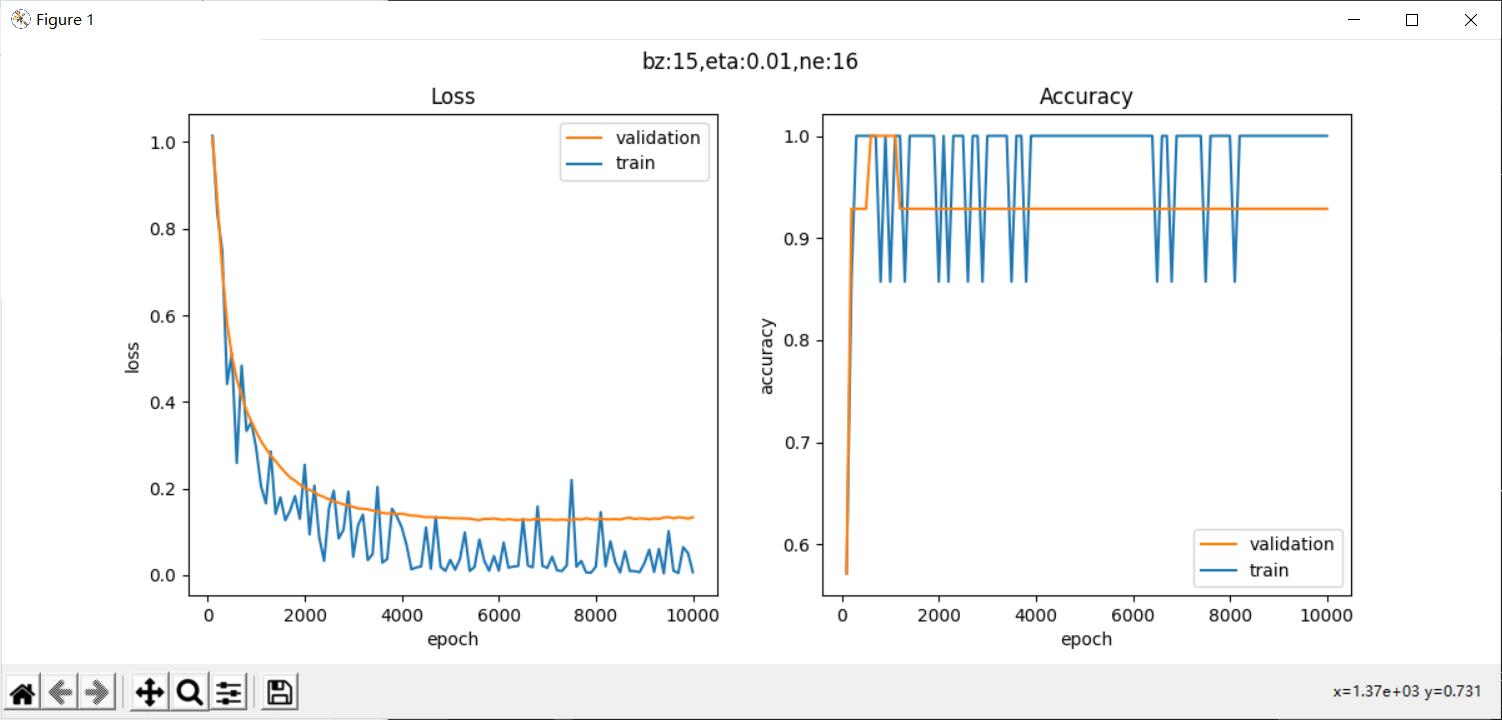 Figure 1
bz:15,eta:0.01,ne:16
Loss
1.0
0.8
0.6
0.4
0.2
0.0
loss
0 2000 4000 6000 8000 10000
epoch
validation
train
Accuracy
1.0
0.9
0.8
0.7
0.6
accuracy
0 2000 4000 6000 8000 10000
epoch
validation
train
x=1.37e+03 y=0.731